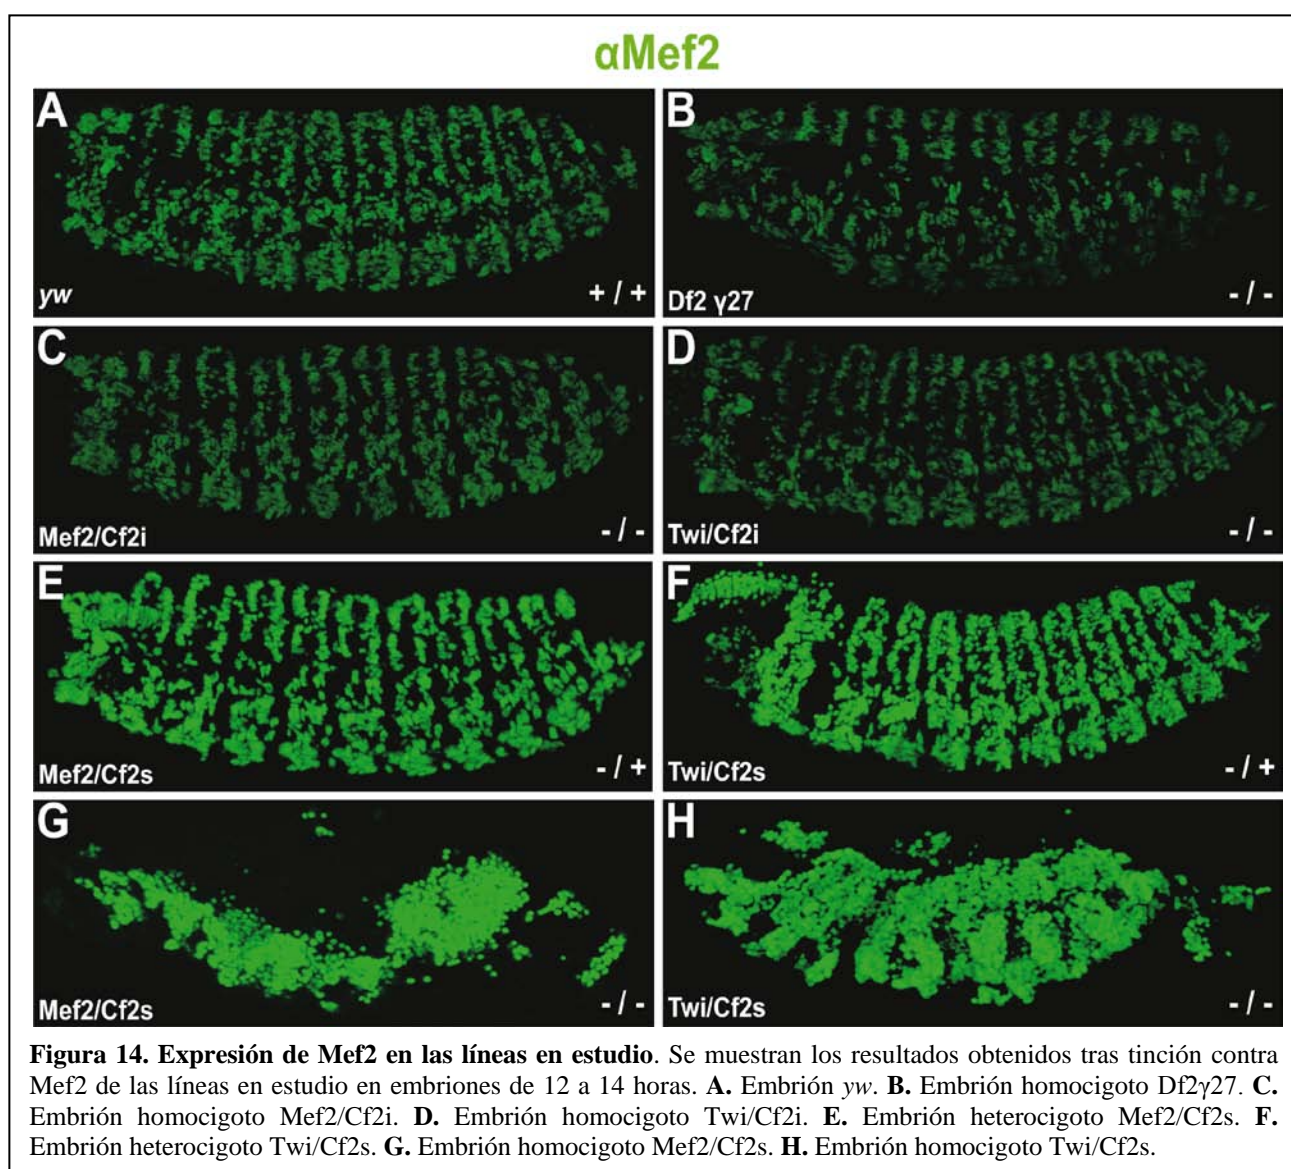 αMef2
A
yw
+ / +
B
Df2 γ27
- / -
C
Mef2/Cf2i
- / -
D
Twi/Cf2i
- / -
E
Mef2/Cf2s
- / +
F
Twi/Cf2s
- / +
G
Mef2/Cf2s
- / -
H
Twi/Cf2s
- / -
Figura 14. Expresión de Mef2 en las líneas en estudio. Se muestran los resultados obtenidos tras tinción contra
Mef2 de las líneas en estudio en embriones de 12 a 14 horas. A. Embrión yw. B. Embrión homocigoto Df2γ27. C.
Embrión homocigoto Mef2/Cf2i. D. Embrión homocigoto Twi/Cf2i. E. Embrión heterocigoto Mef2/Cf2s. F.
Embrión heterocigoto Twi/Cf2s. G. Embrión homocigoto Mef2/Cf2s. H. Embrión homocigoto Twi/Cf2s.